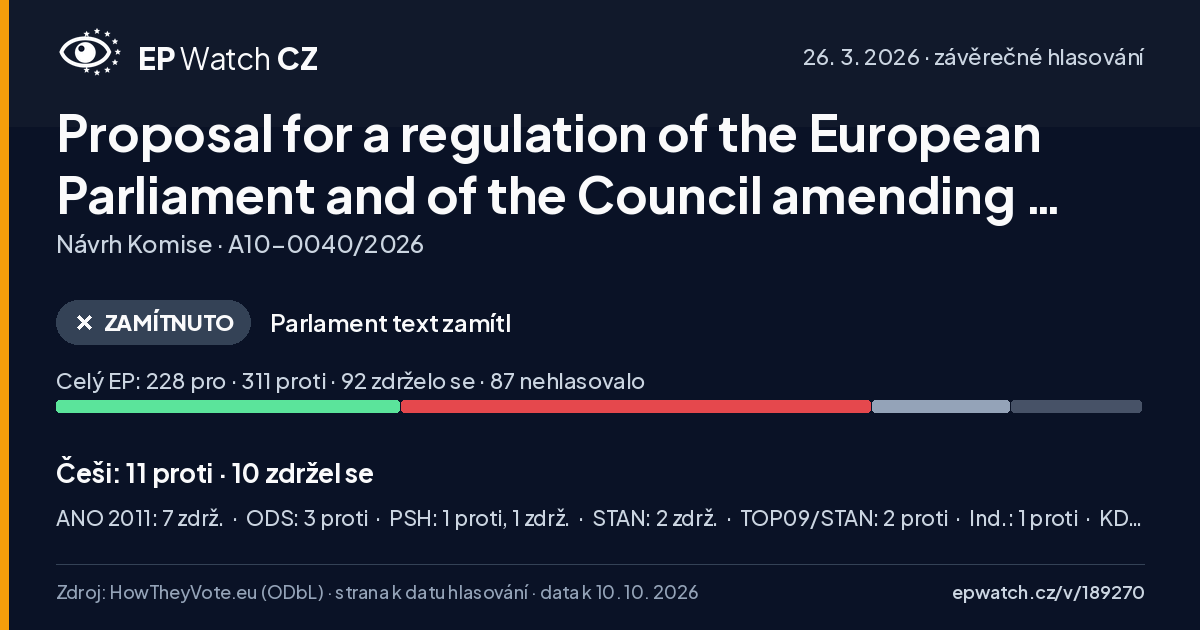 EP Watch CZ
26. 3. 2026 · závěrečné hlasování
Proposal for a regulation of the European
Parliament and of the Council amending ...
Návrh Komise · A10–0040/2026
✕ ZAMÍTNUTO
Parlament text zamítl
Celý EP: 228 pro · 311 proti · 92 zdrželo se · 87 nehlasovalo
Češi: 11 proti · 10 zdržel se
ANO 2011: 7 zdrž. · ODS: 3 proti · PSH: 1 proti, 1 zdrž. · STAN: 2 zdrž. · TOP09/STAN: 2 proti · Ind.: 1 proti · KD...
Zdroj: HowTheyVote.eu (ODbL) · strana k datu hlasování · data k 10. 10. 2026
epwatch.cz/v/189270